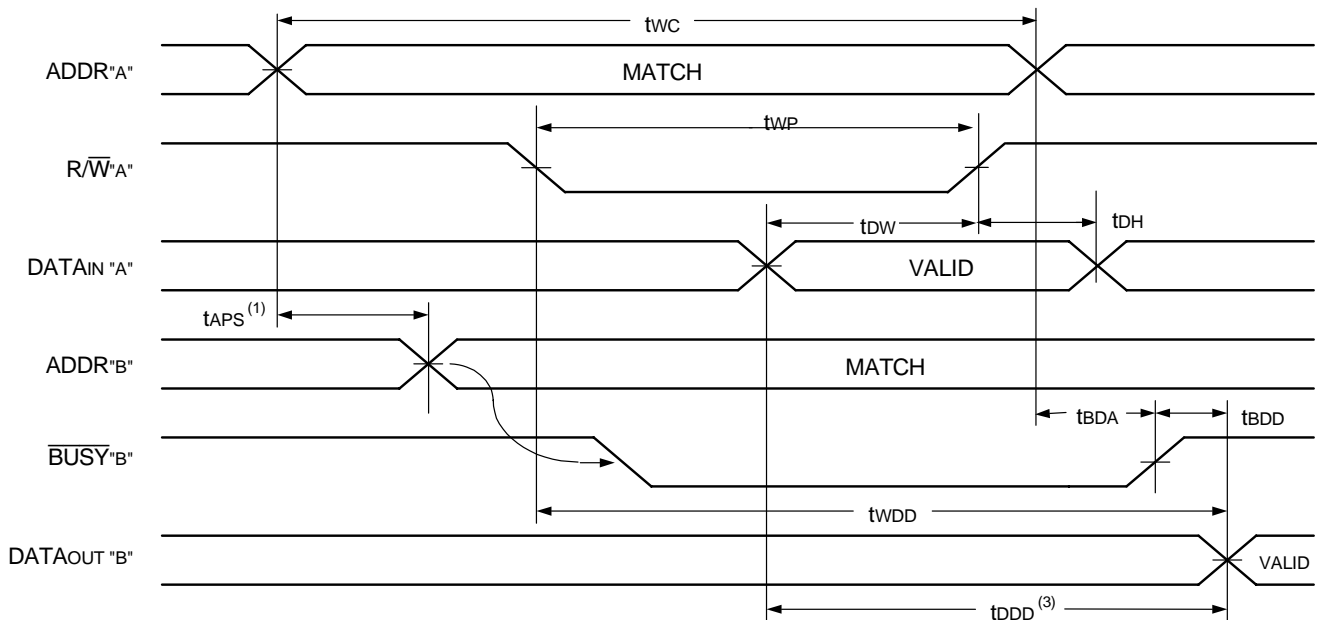 tWC
ADDR"A" MATCH
tWP
R/W̅"A"
tDW tDH
DATAIN "A" VALID
tAPS (1)
ADDR"B" MATCH
tBDA tBDD
B̅U̅S̅Y̅"B"
tWDD
DATAOUT "B" VALID
tDDD (3)